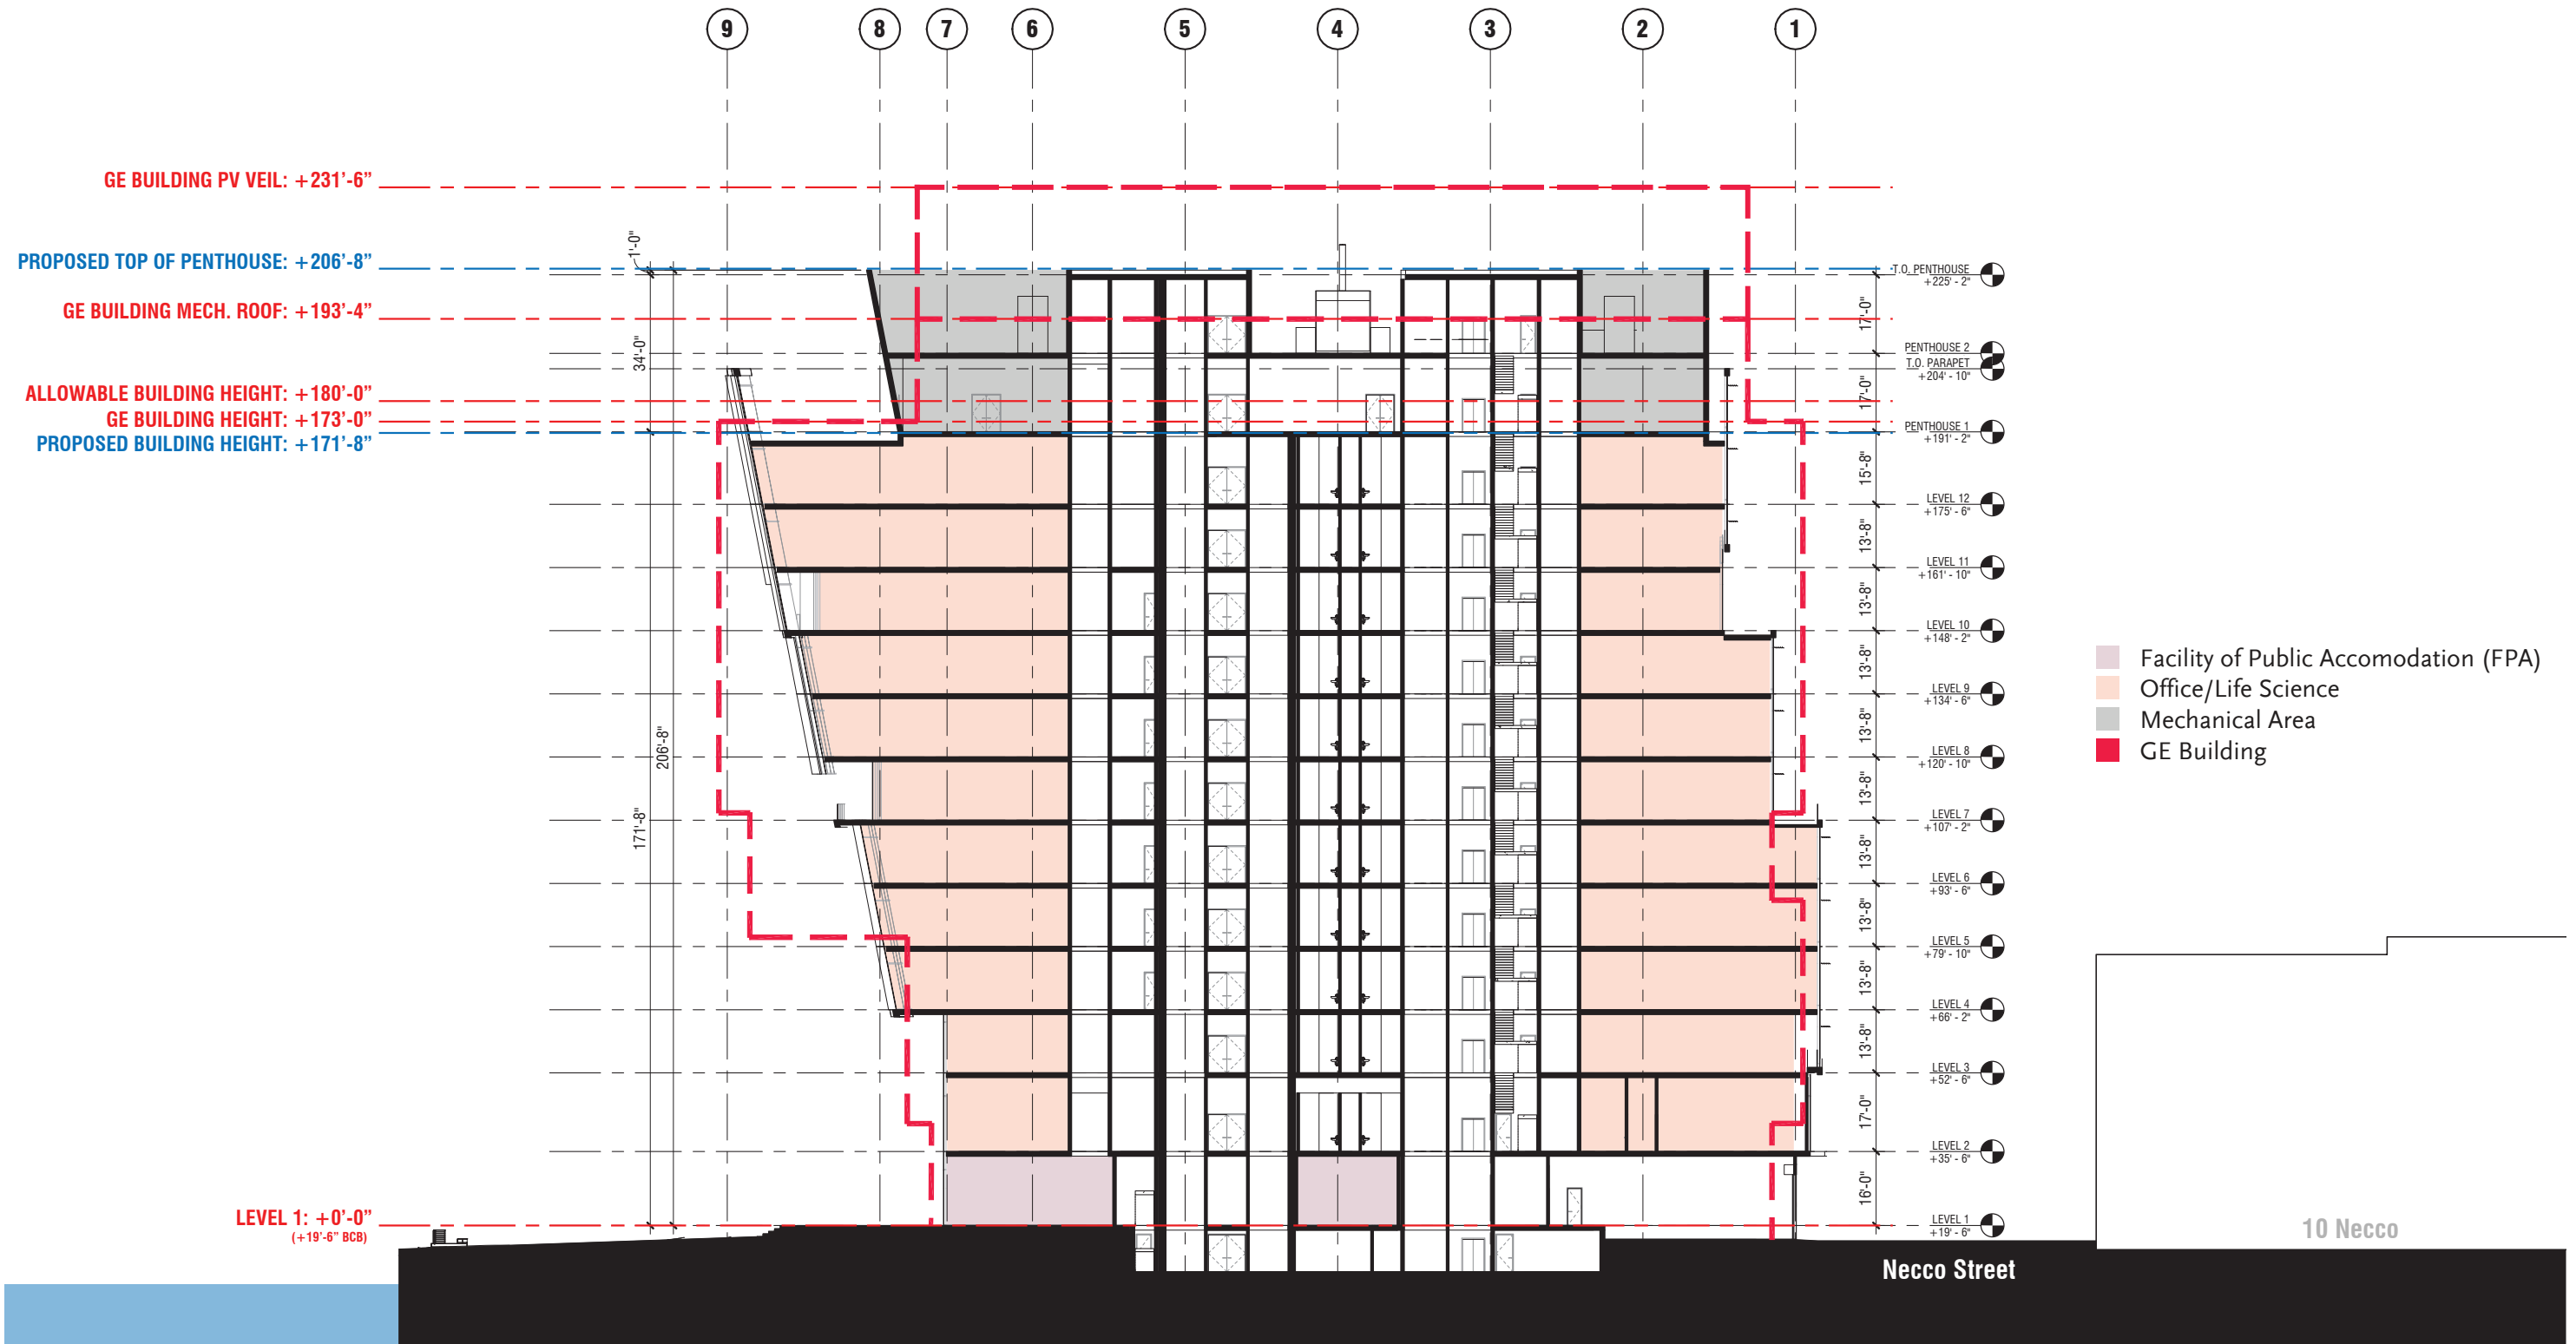 9 8 7 6 5 4 3 2 1
GE BUILDING PV VEIL: +231’-6”
PROPOSED TOP OF PENTHOUSE: +206’-8”
GE BUILDING MECH. ROOF: +193’-4”
ALLOWABLE BUILDING HEIGHT: +180’-0”
GE BUILDING HEIGHT: +173’-0”
PROPOSED BUILDING HEIGHT: +171’-8”
LEVEL 1: +0’-0”
(+19’-6” BCB)
1'-0"
34'-0"
206'-8"
171'-8"
17'-0"
17'-0"
15'-8"
13'-8"
13'-8"
13'-8"
13'-8"
13'-8"
13'-8"
13'-8"
13'-8"
13'-8"
17'-0"
16'-0"
T.O. PENTHOUSE
+225' - 2"
PENTHOUSE 2
T.O. PARAPET
+204' - 10"
PENTHOUSE 1
+191' - 2"
LEVEL 12
+175' - 6"
LEVEL 11
+161' - 10"
LEVEL 10
+148' - 2"
LEVEL 9
+134' - 6"
LEVEL 8
+120' - 10"
LEVEL 7
+107' - 2"
LEVEL 6
+93' - 6"
LEVEL 5
+79' - 10"
LEVEL 4
+66' - 2"
LEVEL 3
+52' - 6"
LEVEL 2
+35' - 6"
LEVEL 1
+19' - 6"
Facility of Public Accomodation (FPA)
Office/Life Science
Mechanical Area
GE Building
10 Necco
Necco Street